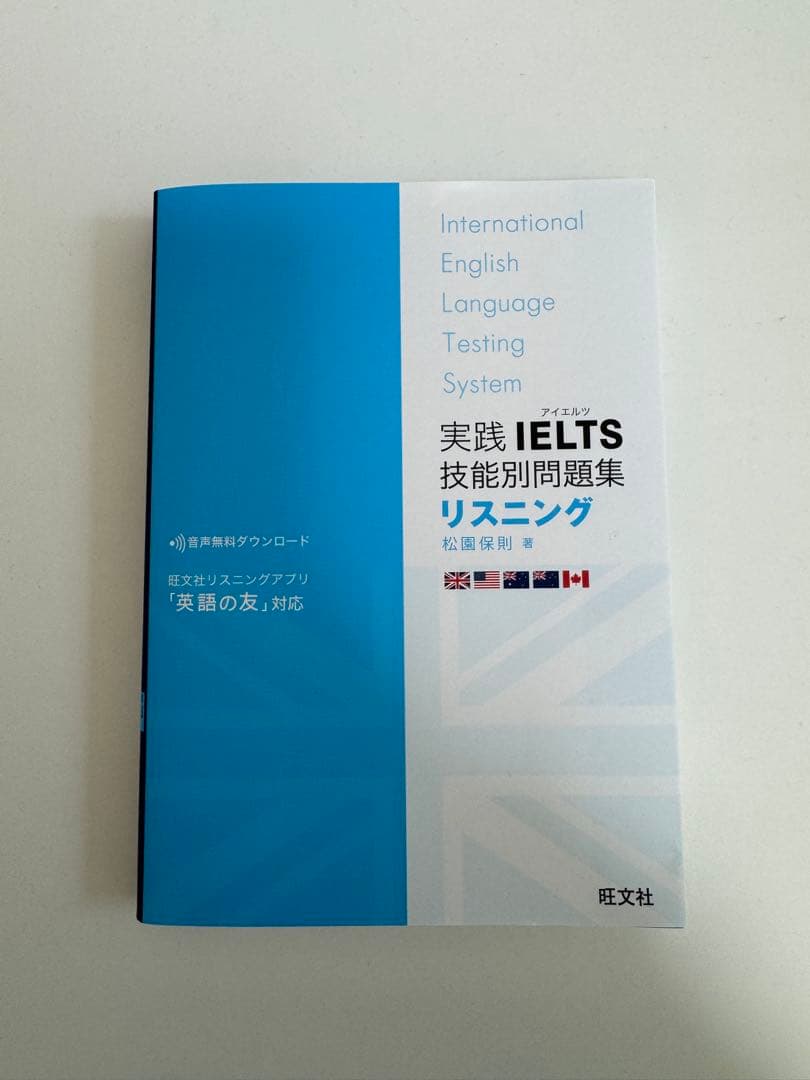 International
English
Language
Testing
System
アイエルツ
実践 IELTS
技能別問題集
リスニング
松園保則 著
音声無料ダウンロード
旺文社リスニングアプリ
「英語の友」対応
旺文社